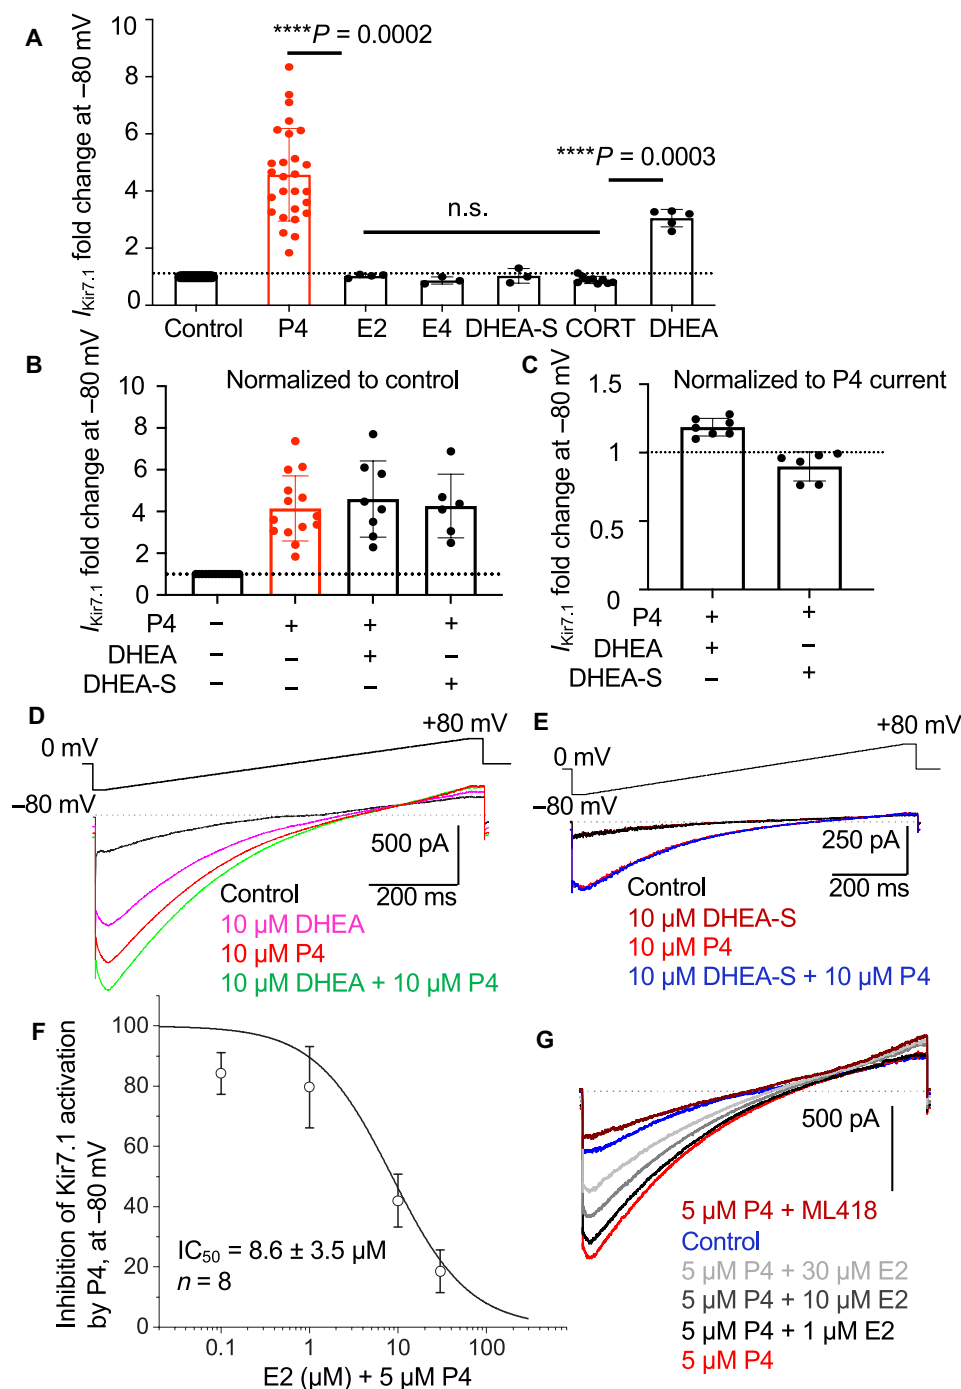 A
I Kir7.1 fold change at –80 mV
10
8
6
4
2
0
****P = 0.0002
****P = 0.0003
n.s.
Control P4 E2 E4 DHEA-S CORT DHEA
B
I Kir7.1 fold change at –80 mV
Normalized to control
10
8
6
4
2
0
P4 – + + +
DHEA – – + –
DHEA-S – – – +
C
I Kir7.1 fold change at –80 mV
Normalized to P4 current
1.5
1
0.5
0
P4 + +
DHEA + –
DHEA-S – +
D
0 mV
+80 mV
–80 mV
500 pA
200 ms
Control
10 µM DHEA
10 µM P4
10 µM DHEA + 10 µM P4
E
0 mV
+80 mV
–80 mV
250 pA
200 ms
Control
10 µM DHEA-S
10 µM P4
10 µM DHEA-S + 10 µM P4
F
Inhibition of Kir7.1 activation
by P4, at –80 mV
100
80
60
40
20
0
IC50 = 8.6 ± 3.5 µM
n = 8
0.1 1 10 100
E2 (µM) + 5 µM P4
G
500 pA
5 µM P4 + ML418
Control
5 µM P4 + 30 µM E2
5 µM P4 + 10 µM E2
5 µM P4 + 1 µM E2
5 µM P4